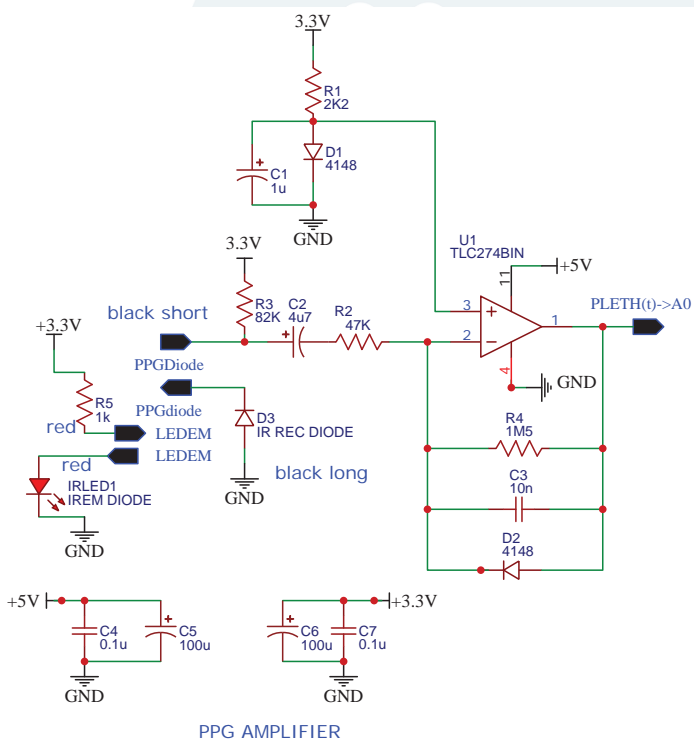 3.3V
R1
2K2
D1
4148
C1
1u
GND
U1
TLC274BIN
+5V
11
3
2
1
4
GND
PLETH(t)->A0
3.3V
R3
82K
C2
4u7
R2
47K
black short
PPGDiode
+3.3V
R5
1k
red
LEDEM
PPGdiode
D3
IR REC DIODE
GND
black long
red
LEDEM
IRLED1
IREM DIODE
GND
R4
1M5
C3
10n
D2
4148
+5V
C4
0.1u
C5
100u
GND
C6
100u
C7
0.1u
+3.3V
GND
PPG AMPLIFIER